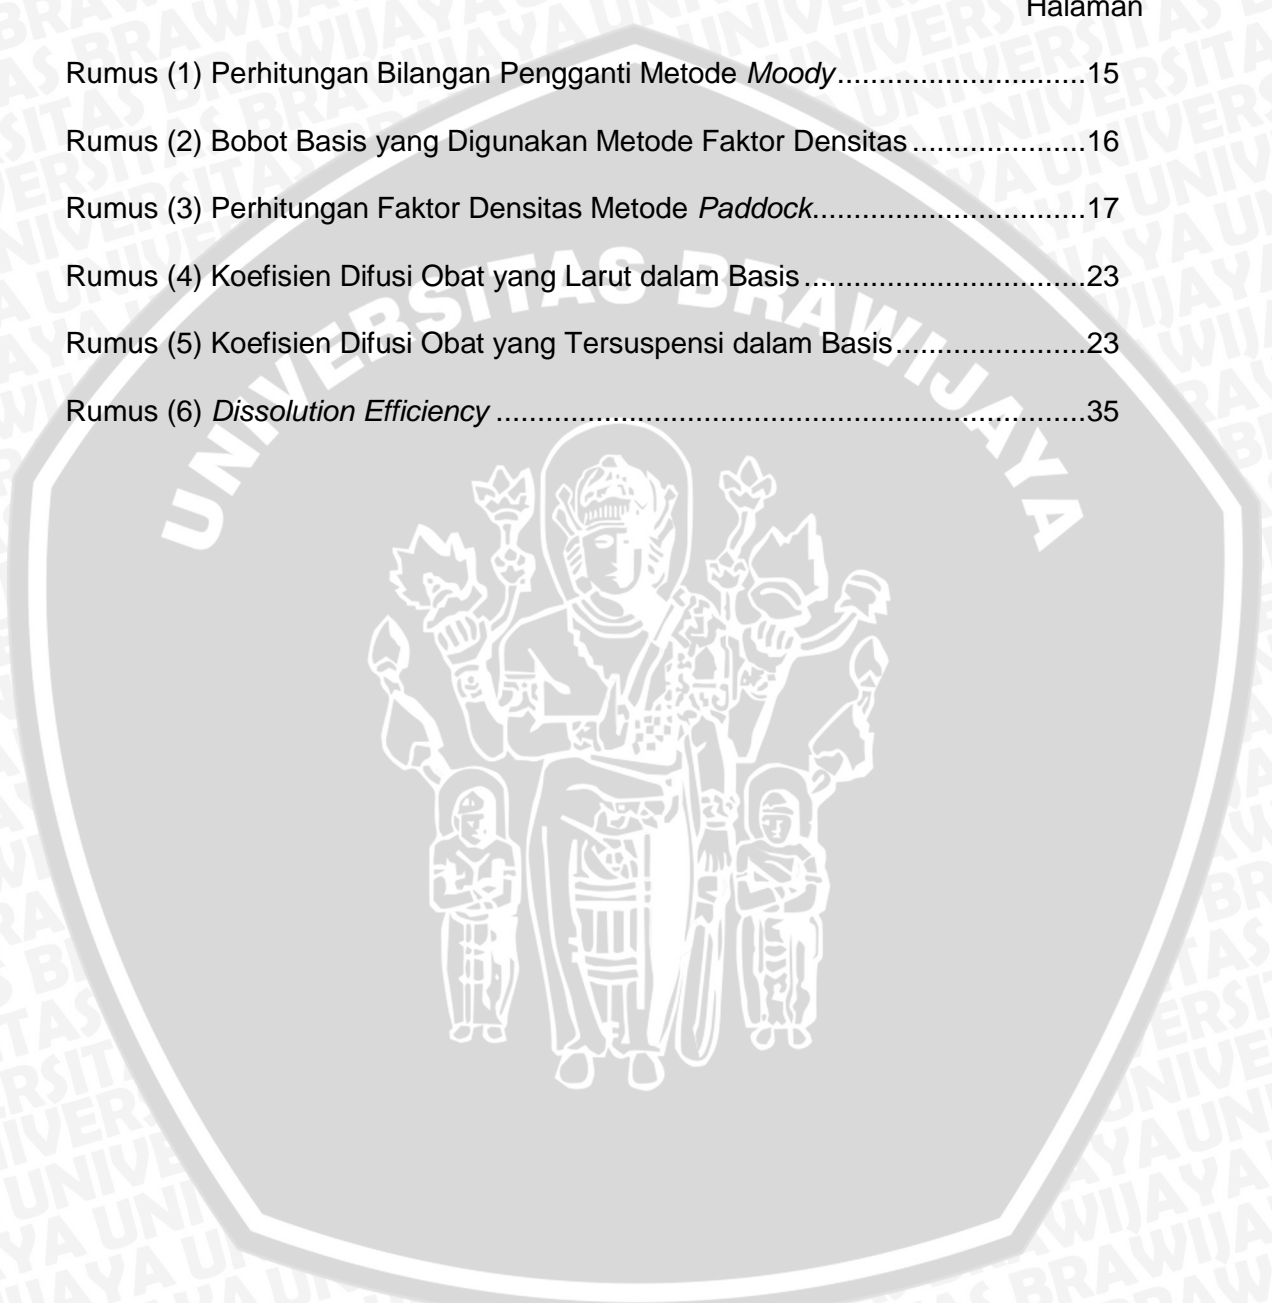 Halaman
Rumus (1) Perhitungan Bilangan Pengganti Metode Moody..............................15
Rumus (2) Bobot Basis yang Digunakan Metode Faktor Densitas.....................16
Rumus (3) Perhitungan Faktor Densitas Metode Paddock.................................17
Rumus (4) Koefisien Difusi Obat yang Larut dalam Basis..................................23
Rumus (5) Koefisien Difusi Obat yang Tersuspensi dalam Basis.......................23
Rumus (6) Dissolution Efficiency.......................................................................35
UNIVERSITAS BRAWIJAYA